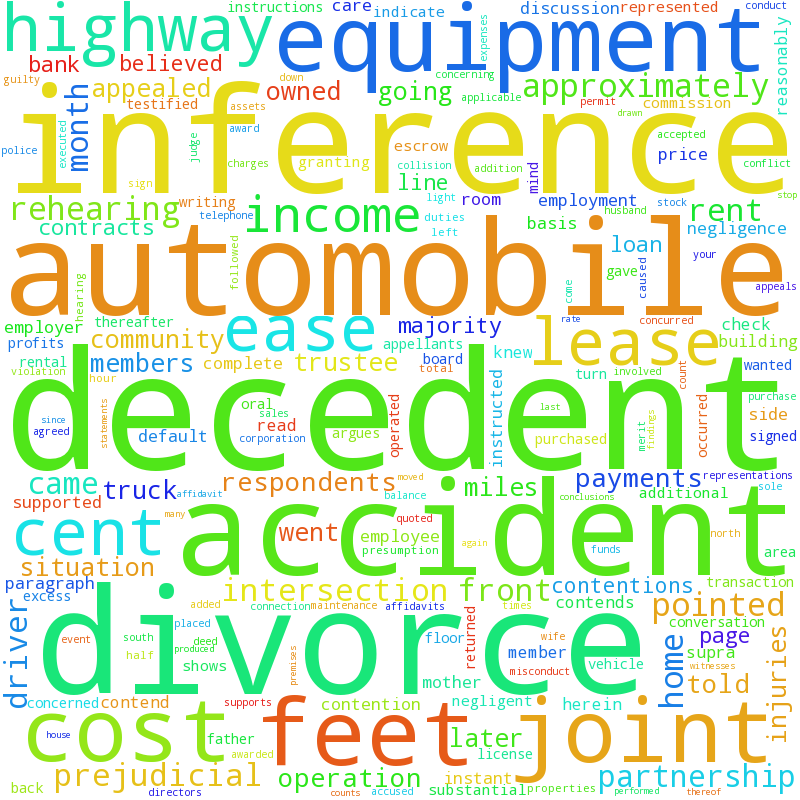 instructions care indicate discussion represented conduct
highway equipment expenses
bank believed concerning
guilty month appealed owned going approximately reasonably
testified assets applicable permit commission
drawn
inference
police executed judge award escrow line accepted price
charges granting collision addition mind conflict
sign light room employment stock husband stop
rehearing writing income rent
telephone duties basis negligence
contracts followed left loan
gave caused your
automobile
hearing come appeals
employer thereafter ease majority rate concurred lease check
profits community appellants building
rental members complete trustee board knew turn involved wanted
violation hour total count purchase
decedent
since statements oral sales read operated instructed last merit findings occurred side
agreed default corporation argues purchased signed
came truck affidavit respondents moved miles payments representations
supported balance conclusions additional sole
many quoted
cent accident
went employee again funds north area
situation presumption
paragraph intersection front contentions transaction
excess added connection maintenance affidavits times contends pointed
driver placed deed conversation
event south produced floor returned wife member home page
half shows premises misconduct vehicle supra witnesses injuries
divorce
mother told
concerned contend supports contention negligent herein
cost feet later joint
house father awarded license
prejudicial operation instant partnership
back directors counts accused substantial properties performed thereof